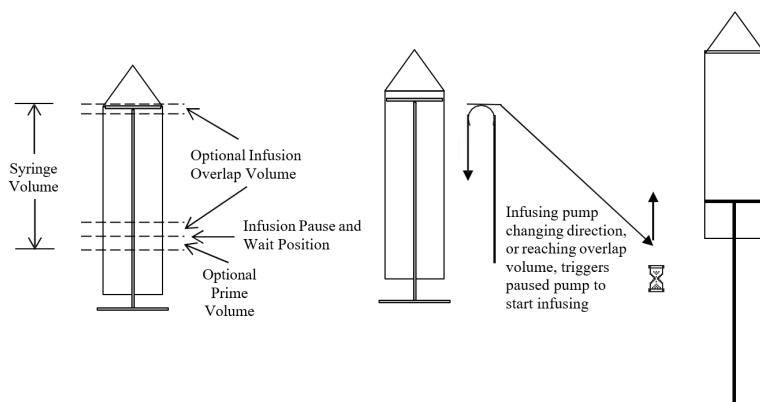 Syringe
Volume
Optional Infusion
Overlap Volume
Infusion Pause and
Wait Position
Optional
Prime
Volume
Infusing pump
changing direction,
or reaching overlap
volume, triggers
paused pump to
start infusing